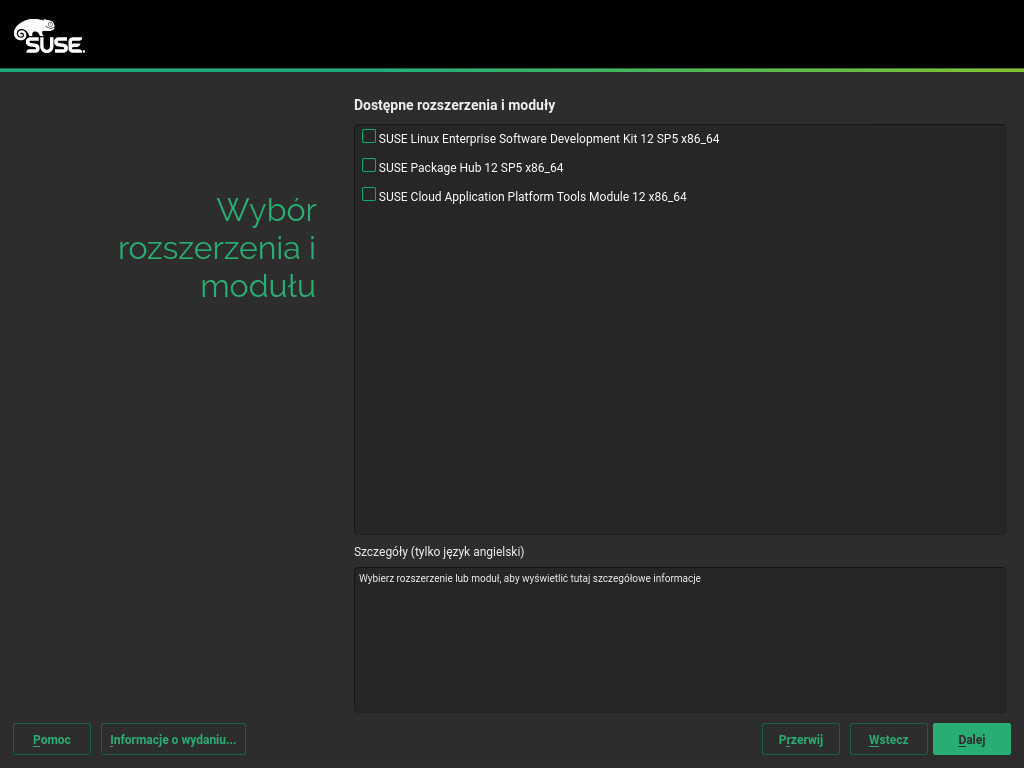 SUSE.
Wybór
rozszerzenia i
modułu
Dostępne rozszerzenia i moduły
SUSE Linux Enterprise Software Development Kit 12 SP5 x86_64
SUSE Package Hub 12 SP5 x86_64
SUSE Cloud Application Platform Tools Module 12 x86_64
Szczegóły (tylko język angielski)
Wybierz rozszerzenie lub moduł, aby wyświetlić tutaj szczegółowe informacje
Pomoc
Informacje o wydaniu...
Przerwij
Wstecz
Dalej